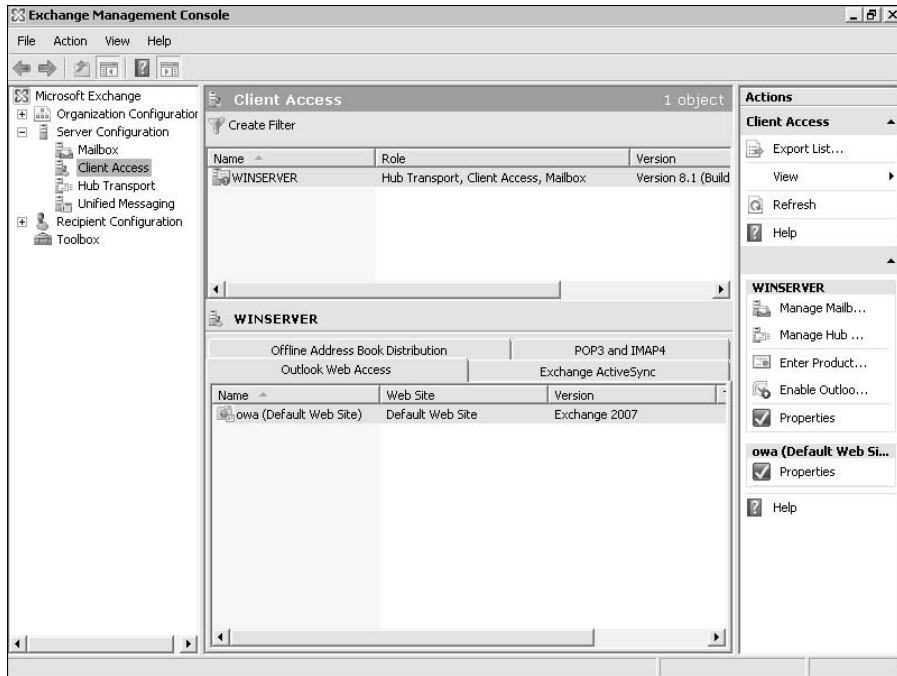 Exchange Management Console
File Action View Help
Microsoft Exchange
Organization Configuration
Server Configuration
Mailbox
Client Access
Hub Transport
Unified Messaging
Recipient Configuration
Toolbox
Client Access 1 object
Create Filter
Name Role Version
WINSERVER Hub Transport, Client Access, Mailbox Version 8.1 (Build
WINSERVER
Offline Address Book Distribution POP3 and IMAP4
Outlook Web Access Exchange ActiveSync
Name Web Site Version
owa (Default Web Site) Default Web Site Exchange 2007
Actions
Client Access
Export List...
View
Refresh
Help
WINSERVER
Manage Mailb...
Manage Hub ...
Enter Product...
Enable Outloo...
Properties
owa (Default Web Si...
Properties
Help